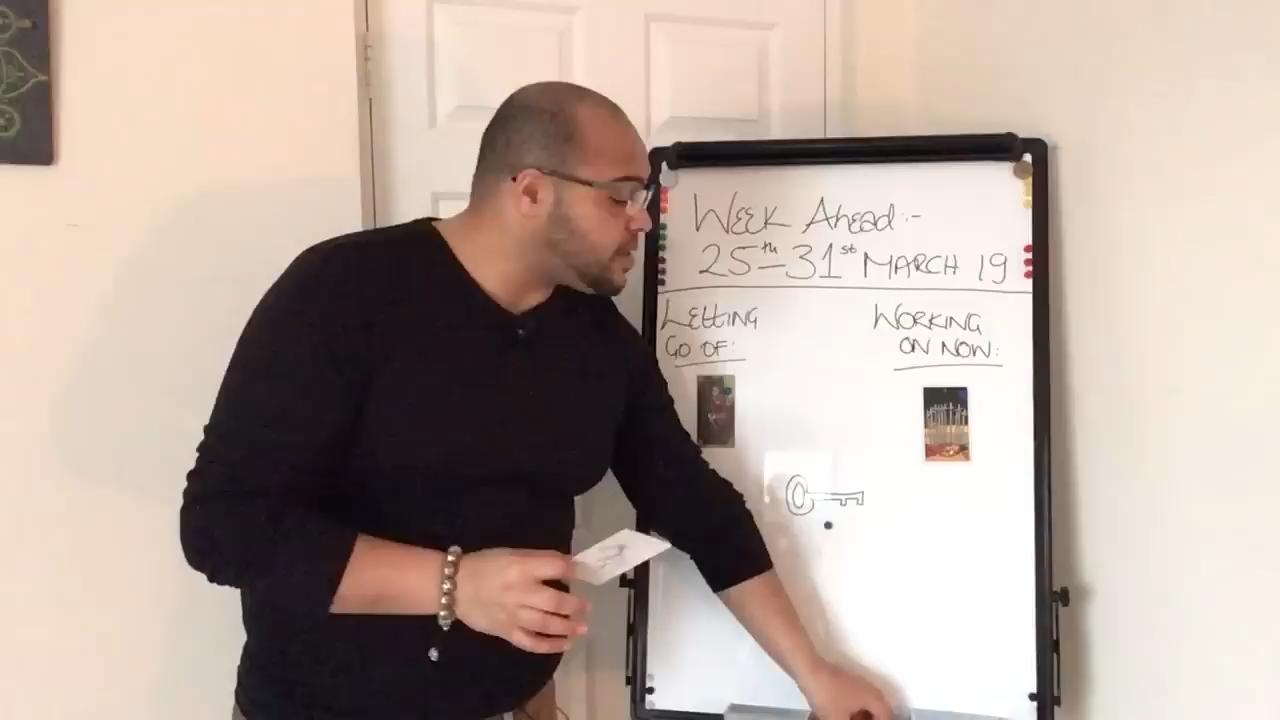 WEEK AHEAD:-
25th-31st MARCH 19
LETTING
GO OF:
WORKING
ON NOW: